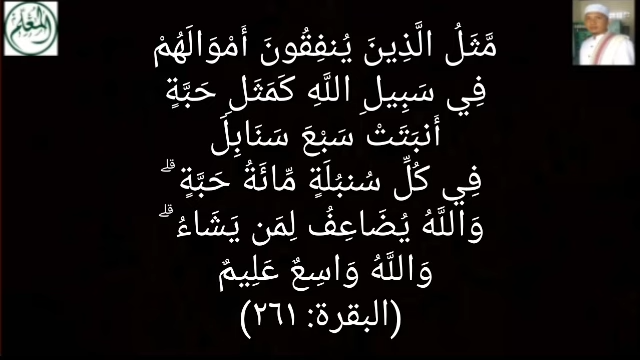 المعلم
مَّثَلُ الَّذِينَ يُنفِقُونَ أَمْوَالَهُمْ
فِي سَبِيلِ اللَّهِ كَمَثَلِ حَبَّةٍ
أَنبَتَتْ سَبْعَ سَنَابِلَ
فِي كُلِّ سُنبُلَةٍ مِّائَةُ حَبَّةٍ ۗ
وَاللَّهُ يُضَاعِفُ لِمَن يَشَاءُ ۗ
وَاللَّهُ وَاسِعٌ عَلِيمٌ
(البقرة: ٢٦١)